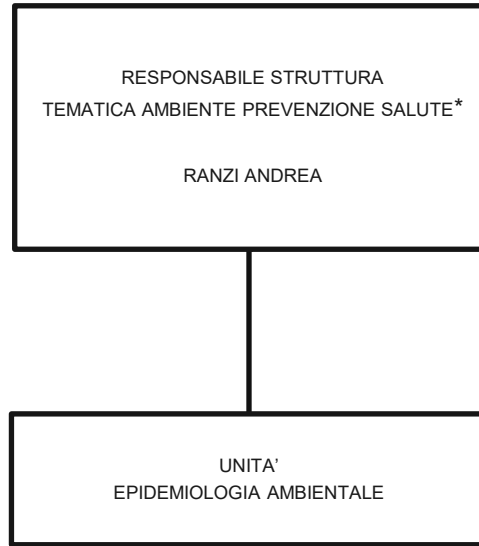 RESPONSABILE STRUTTURA
TEMATICA AMBIENTE PREVENZIONE SALUTE*
RANZI ANDREA
UNITA'
EPIDEMIOLOGIA AMBIENTALE